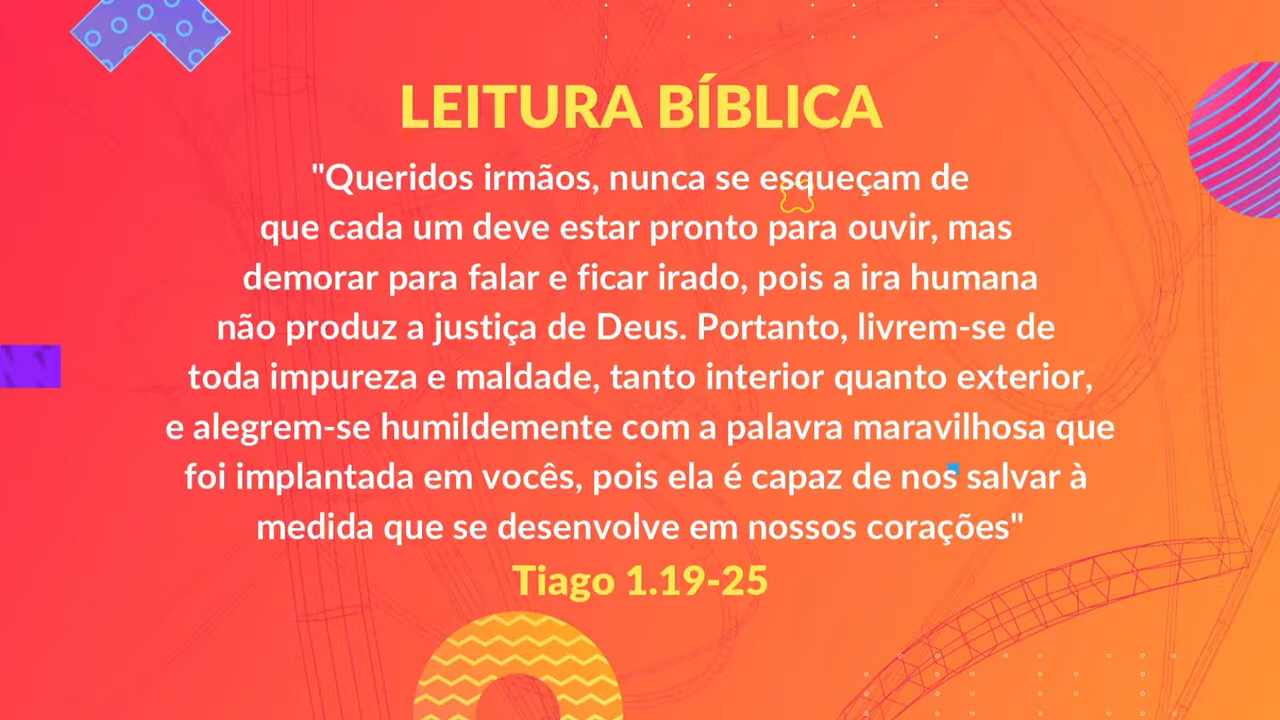 LEITURA BÍBLICA
"Queridos irmãos, nunca se esqueçam de
que cada um deve estar pronto para ouvir, mas
demorar para falar e ficar irado, pois a ira humana
não produz a justiça de Deus. Portanto, livrem-se de
toda impureza e maldade, tanto interior quanto exterior,
e alegrem-se humildemente com a palavra maravilhosa que
foi implantada em vocês, pois ela é capaz de nos salvar à
medida que se desenvolve em nossos corações"
Tiago 1.19-25